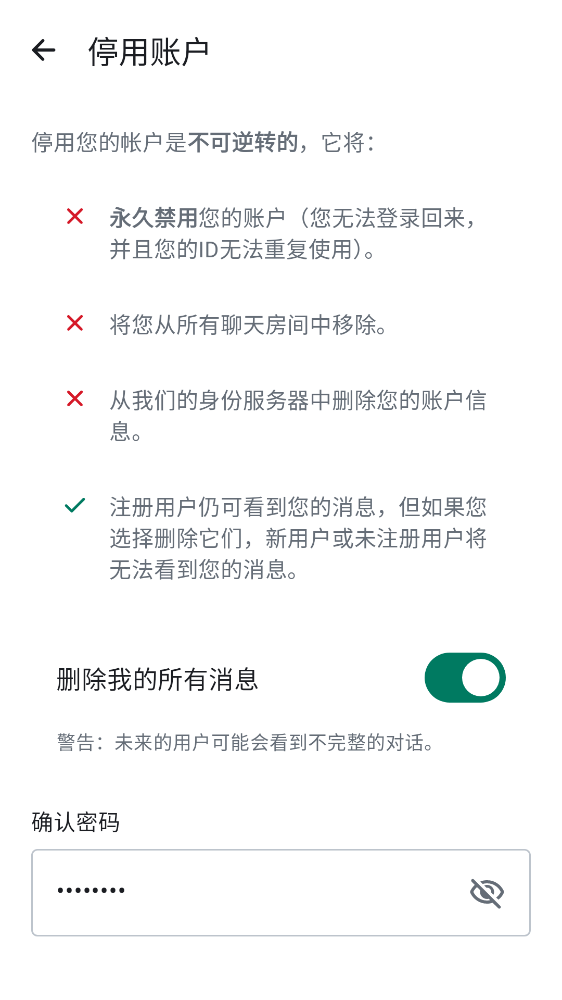 停用账户
停用您的帐户是不可逆转的，它将：
永久禁用您的账户（您无法登录回来，
并且您的ID无法重复使用）。
将您从所有聊天房间中移除。
从我们的身份服务器中删除您的账户信
息。
注册用户仍可看到您的消息，但如果您
选择删除它们，新用户或未注册用户将
无法看到您的消息。
删除我的所有消息
警告：未来的用户可能会看到不完整的对话。
确认密码
••••••••